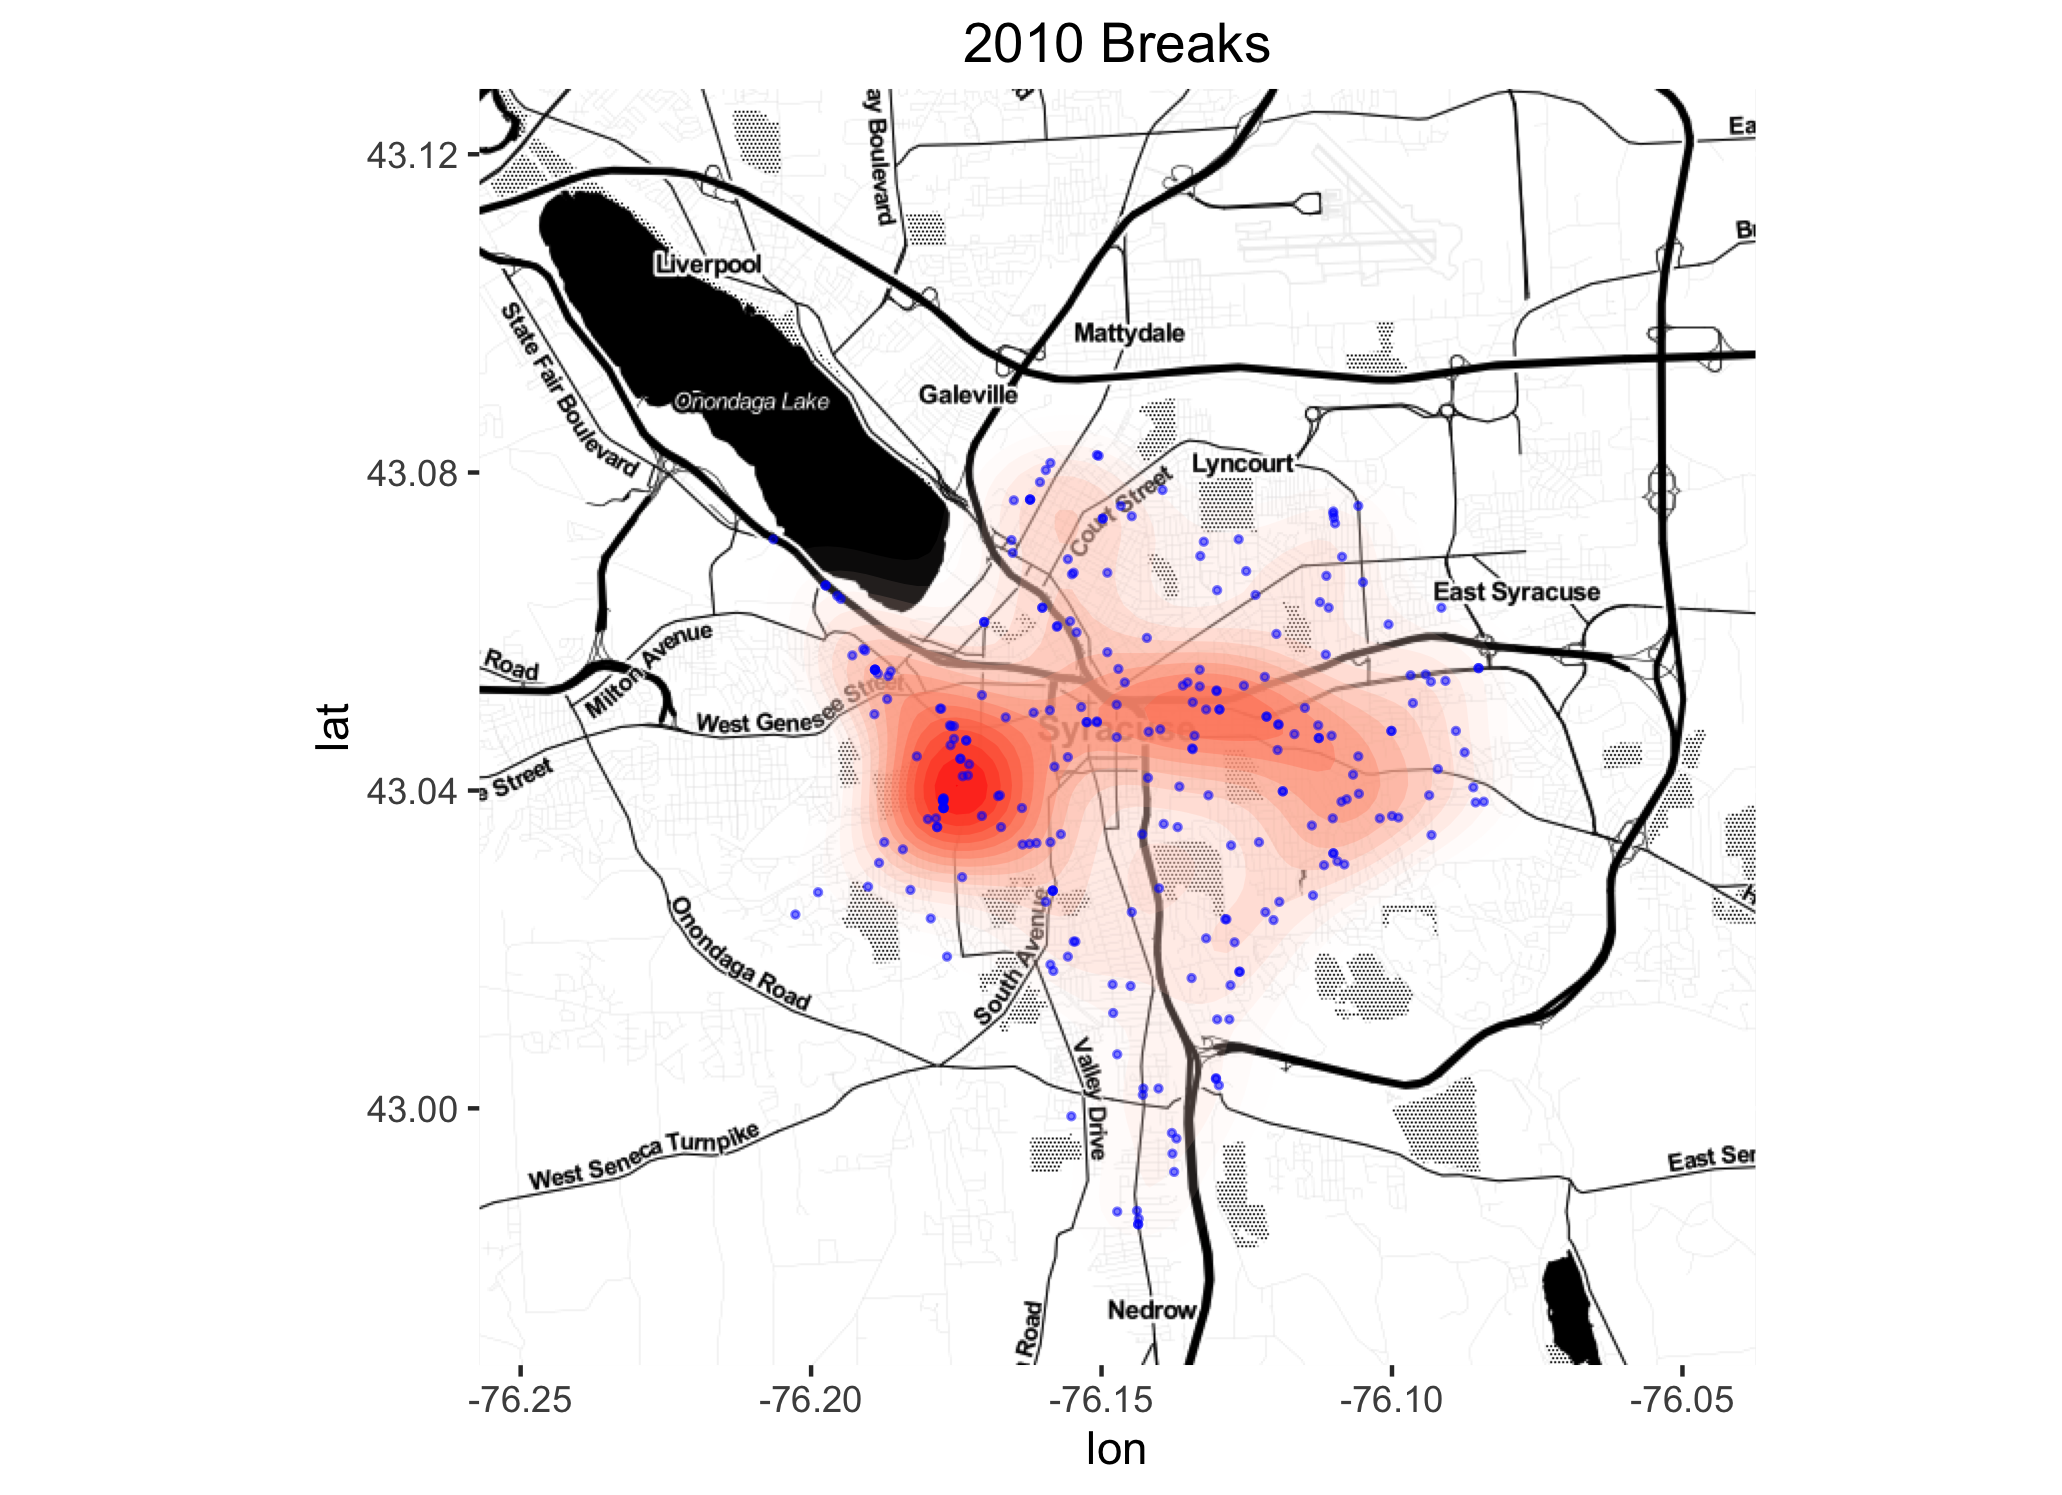 2010 Breaks
43.12
43.08
43.04
43.00
lat
ay Boulevard
Ea
Liverpool
State Fair Boulevard
Onondaga Lake
Mattydale
Galeville
Lyncourt
Court Street
East Syracuse
Road
Milton Avenue
West Genesee Street
Syracuse
e Street
Onondaga Road
South Avenue
Valley Drive
West Seneca Turnpike
East Ser
Nedrow
Road
-76.25
-76.20
-76.15
-76.10
-76.05
lon